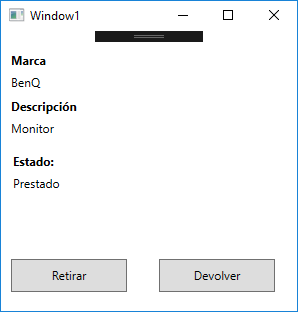 Window1
Marca
BenQ
Descripción
Monitor
Estado:
Prestado
Retirar Devolver